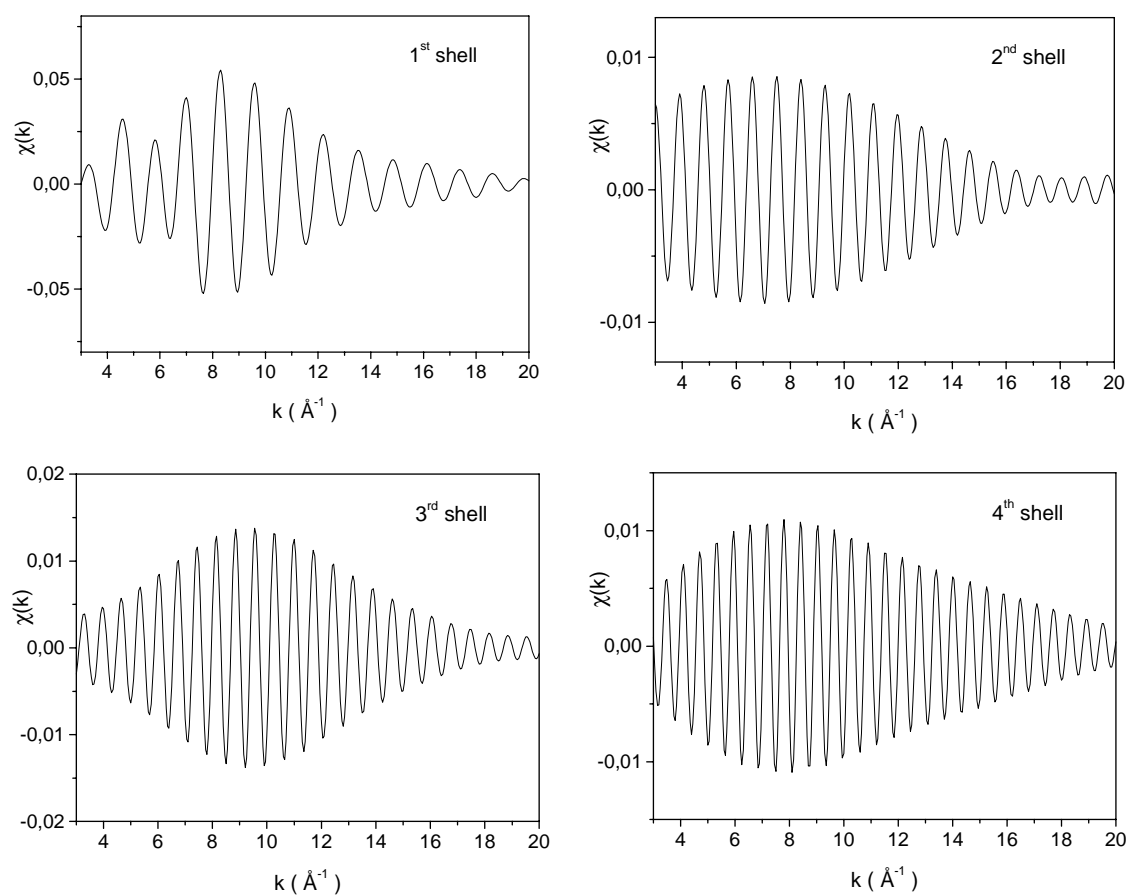 1st shell
0,05
0,00
-0,05
χ(k)
4 6 8 10 12 14 16 18 20
k ( Å-1 )
2nd shell
0,01
0,00
-0,01
χ(k)
4 6 8 10 12 14 16 18 20
k ( Å-1 )
3rd shell
0,02
0,01
0,00
-0,01
-0,02
χ(k)
4 6 8 10 12 14 16 18 20
k ( Å-1 )
4th shell
0,01
0,00
-0,01
χ(k)
4 6 8 10 12 14 16 18 20
k ( Å-1 )